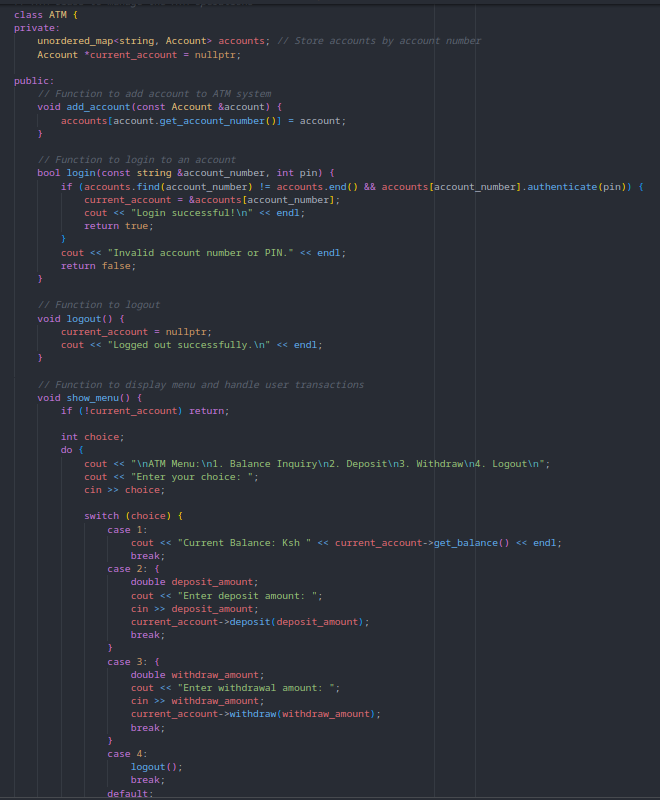 class ATM {
private:
    unordered_map<string, Account> accounts; // Store accounts by account number
    Account *current_account = nullptr;

public:
    // Function to add account to ATM system
    void add_account(const Account &account) {
        accounts[account.get_account_number()] = account;
    }

    // Function to login to an account
    bool login(const string &account_number, int pin) {
        if (accounts.find(account_number) != accounts.end() && accounts[account_number].authenticate(pin)) {
            current_account = &accounts[account_number];
            cout << "Login successful!\n" << endl;
            return true;
        }
        cout << "Invalid account number or PIN." << endl;
        return false;
    }

    // Function to logout
    void logout() {
        current_account = nullptr;
        cout << "Logged out successfully.\n" << endl;
    }

    // Function to display menu and handle user transactions
    void show_menu() {
        if (!current_account) return;

        int choice;
        do {
            cout << "\nATM Menu:\n1. Balance Inquiry\n2. Deposit\n3. Withdraw\n4. Logout\n";
            cout << "Enter your choice: ";
            cin >> choice;

            switch (choice) {
                case 1:
                    cout << "Current Balance: Ksh " << current_account->get_balance() << endl;
                    break;
                case 2: {
                    double deposit_amount;
                    cout << "Enter deposit amount: ";
                    cin >> deposit_amount;
                    current_account->deposit(deposit_amount);
                    break;
                }
                case 3: {
                    double withdraw_amount;
                    cout << "Enter withdrawal amount: ";
                    cin >> withdraw_amount;
                    current_account->withdraw(withdraw_amount);
                    break;
                }
                case 4:
                    logout();
                    break;
                default: